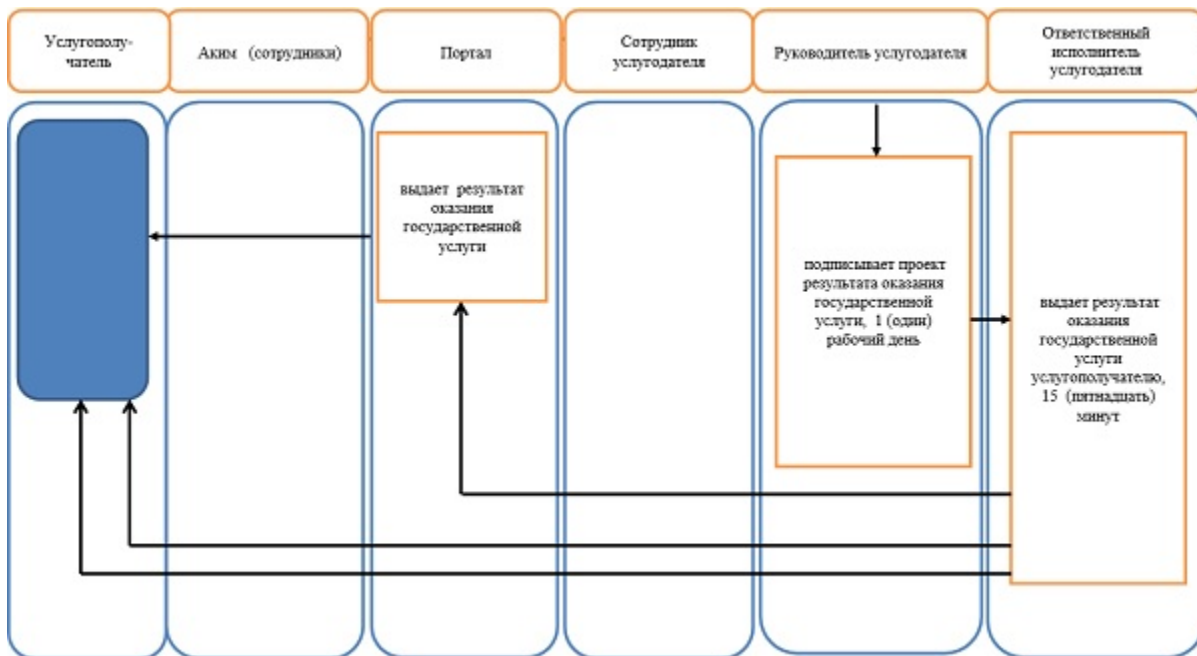 Услугополу-
чатель
Аким (сотрудники)
Портал
Сотрудник
услугодателя
Руководитель услугодателя
Ответственный
исполнитель
услугодателя
выдает результат
оказания
государственной
услуги
подписывает проект
результата оказания
государственной
услуги, 1 (один)
рабочий день
выдает результат
оказания
государственной
услуги
услугополучателю,
15 (пятнадцать)
минут